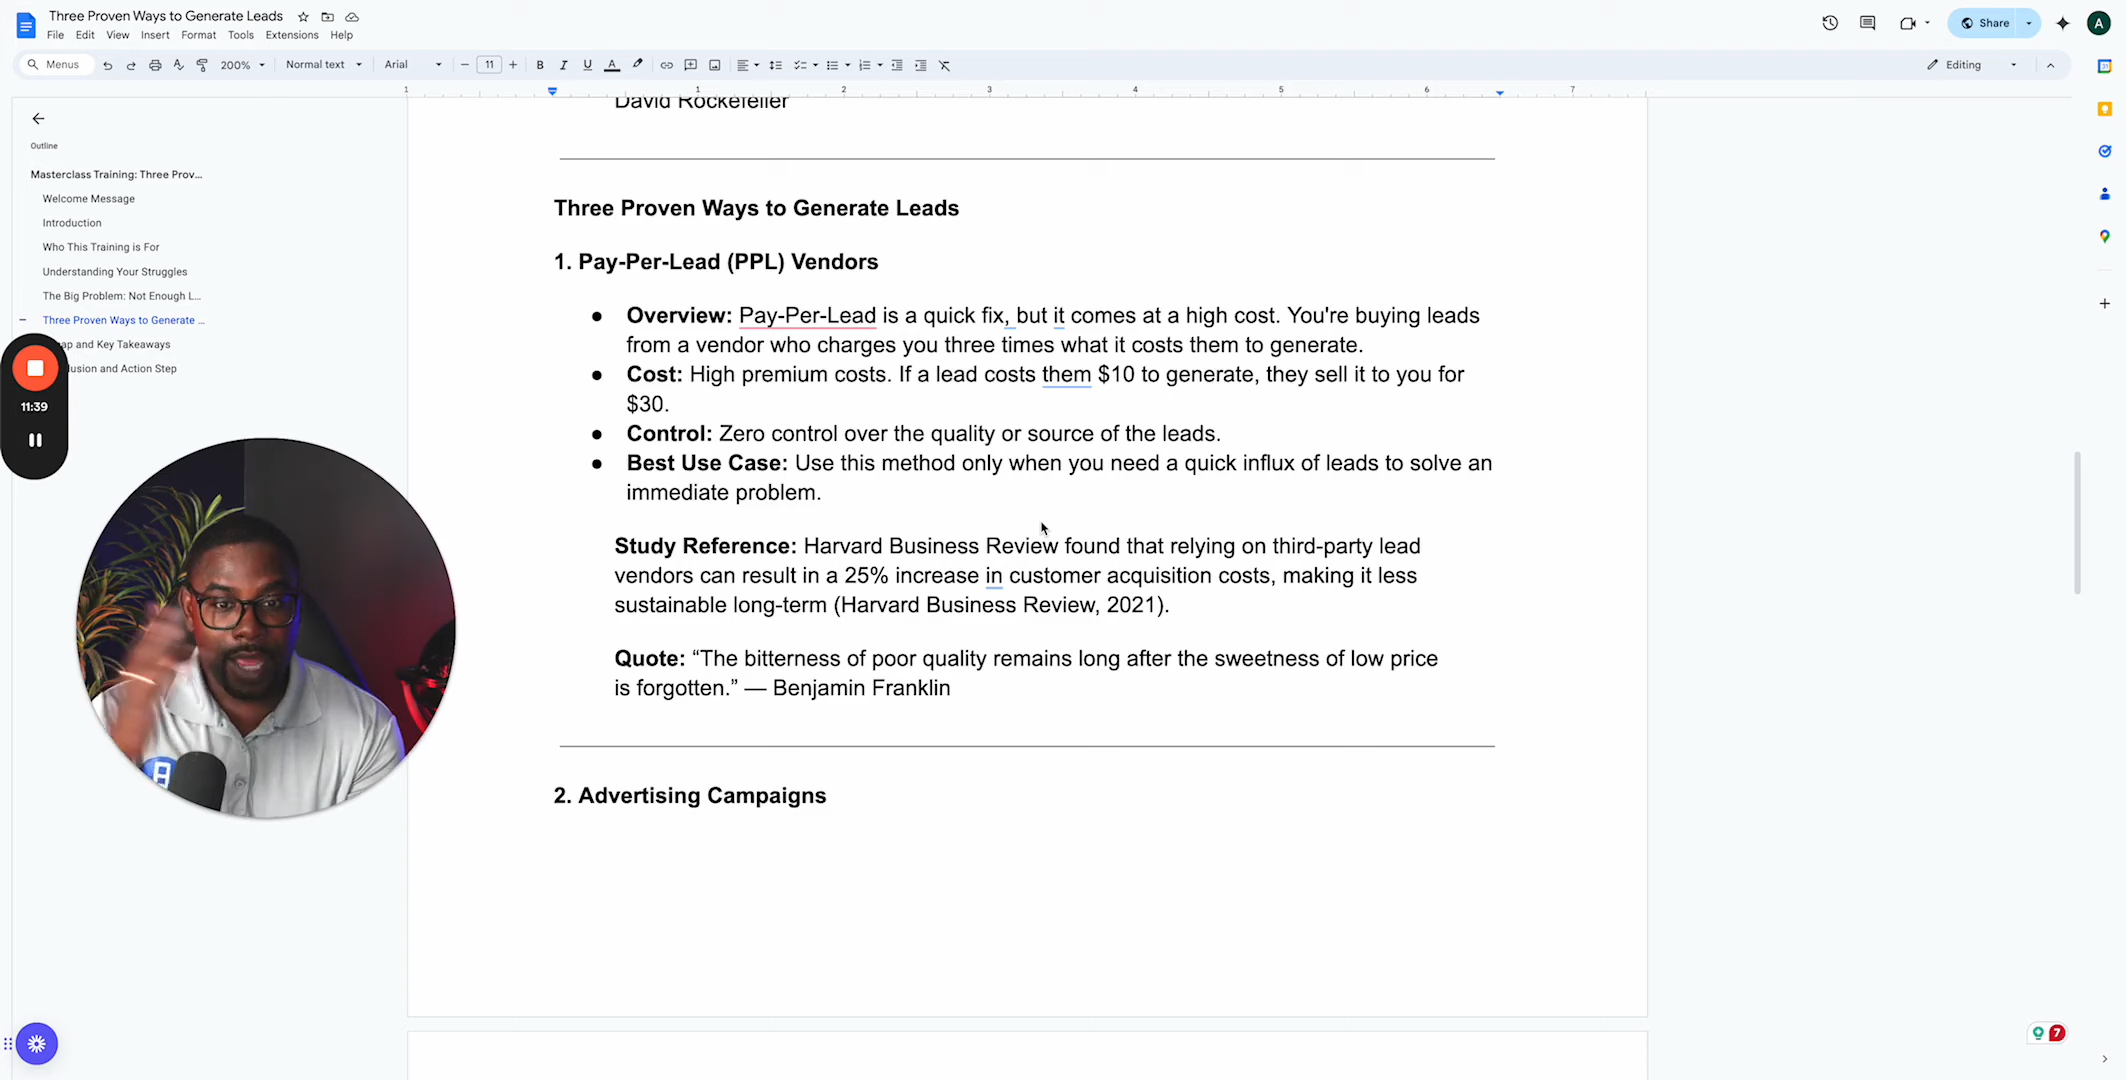 Three Proven Ways to Generate Leads
File Edit View Insert Format Tools Extensions Help
Share
A
Menus
200%
Normal text
Arial
11
Editing
1 1 2 3 4 5 6 7
David Rockefeller
Outline
Masterclass Training: Three Prov...
Welcome Message
Introduction
Who This Training is For
Understanding Your Struggles
The Big Problem: Not Enough L...
Three Proven Ways to Generate ...
ap and Key Takeaways
lusion and Action Step
11:39
Three Proven Ways to Generate Leads
1. Pay-Per-Lead (PPL) Vendors
● Overview: Pay-Per-Lead is a quick fix, but it comes at a high cost. You're buying leads
from a vendor who charges you three times what it costs them to generate.
● Cost: High premium costs. If a lead costs them $10 to generate, they sell it to you for
$30.
● Control: Zero control over the quality or source of the leads.
● Best Use Case: Use this method only when you need a quick influx of leads to solve an
immediate problem.
Study Reference: Harvard Business Review found that relying on third-party lead
vendors can result in a 25% increase in customer acquisition costs, making it less
sustainable long-term (Harvard Business Review, 2021).
Quote: “The bitterness of poor quality remains long after the sweetness of low price
is forgotten.” — Benjamin Franklin
2. Advertising Campaigns
7